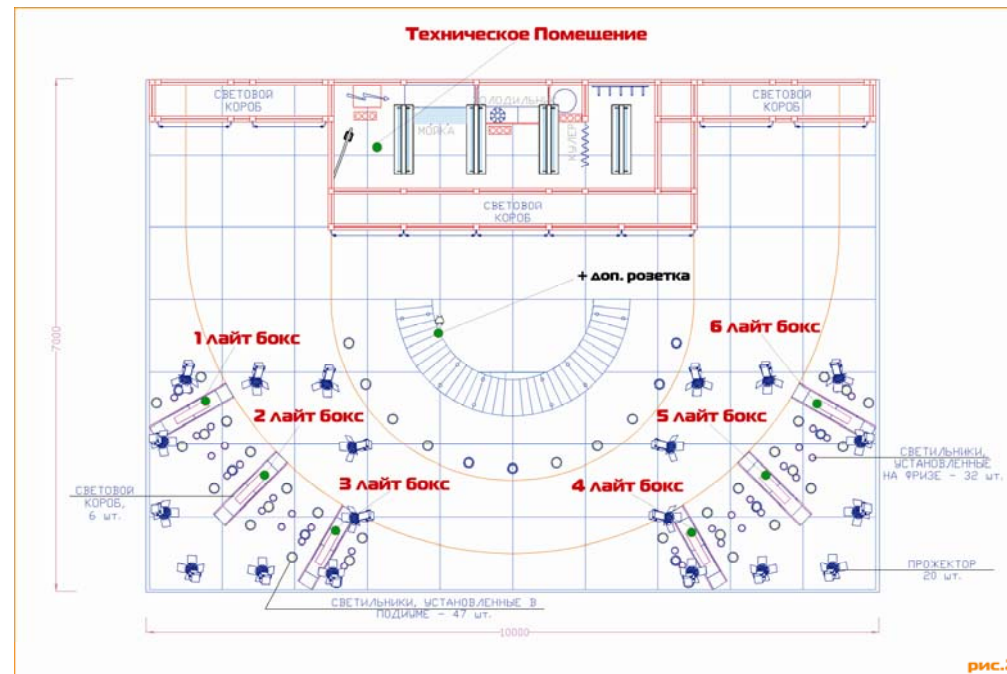 Техническое Помещение
СВЕТОВОЙ
КОРОБ
ХОЛОДИЛЬНИК
МОЙКА
КУЛЕР
СВЕТОВОЙ
КОРОБ
СВЕТОВОЙ
КОРОБ
+ доп. розетка
7000
1 лайт бокс
6 лайт бокс
2 лайт бокс
5 лайт бокс
3 лайт бокс
4 лайт бокс
СВЕТИЛЬНИКИ,
УСТАНОВЛЕННЫЕ
НА ФРИЗЕ - 32 шт.
СВЕТОВОЙ
КОРОБ,
6 шт.
ПРОЖЕКТОР
20 шт.
СВЕТИЛЬНИКИ, УСТАНОВЛЕННЫЕ В
ПОДИУМЕ - 47 шт.
10000
рис.